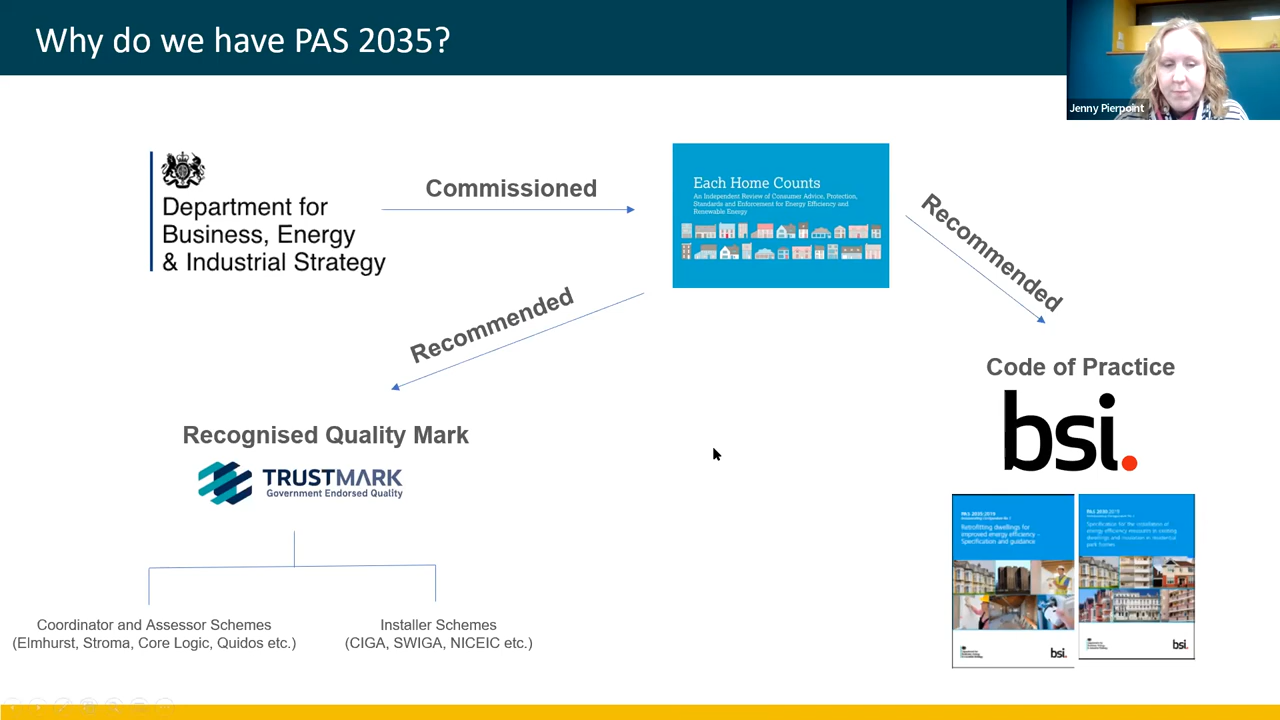 Why do we have PAS 2035?
Jenny Pierpoint
Department for
Business, Energy
& Industrial Strategy
Commissioned
Each Home Counts
An Independent Review of Consumer Advice, Protection,
Standards and Enforcement for Energy Efficiency and
Renewable Energy
Recommended
Recommended
Code of Practice
bsi.
Recognised Quality Mark
TRUSTMARK
Government Endorsed Quality
Coordinator and Assessor Schemes
(Elmhurst, Stroma, Core Logic, Quidos etc.)
Installer Schemes
(CIGA, SWIGA, NICEIC etc.)
PAS 2035:2019
Retrofitting dwellings for
improved energy efficiency –
Specification and guidance
bsi.
PAS 2030:2019
Specification for the installation of
energy efficiency measures in existing
dwellings and insulation in residential
park homes
bsi.